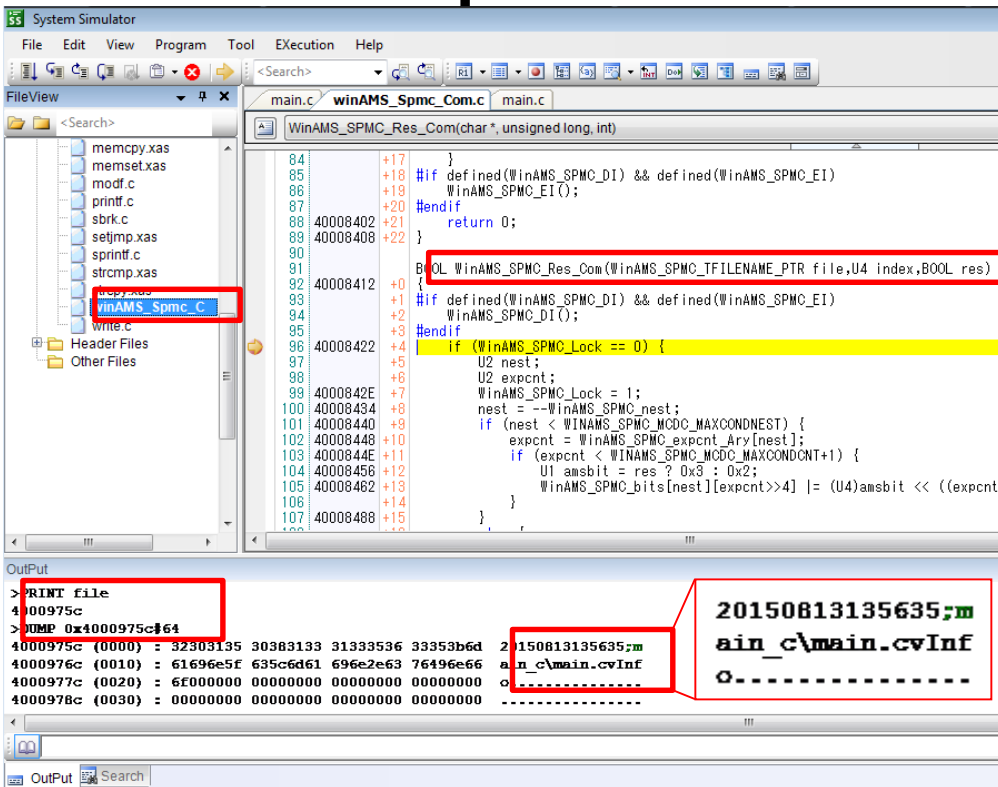 System Simulator
File Edit View Program Tool EXecution Help
<Search>
FileView
main.c winAMS_Spmc_Com.c main.c
<Search>
WinAMS_SPMC_Res_Com(char *, unsigned long, int)
memcpy.xas
memset.xas
modf.c
printf.c
sbrk.c
setjmp.xas
sprintf.c
strcmp.xas
strcpy.xas
winAMS_Spmc_C
write.c
Header Files
Other Files
84 +17 }
85 +18 #if defined(WinAMS_SPMC_DI) && defined(WinAMS_SPMC_EI)
86 +19 WinAMS_SPMC_EI();
87 +20 #endif
88 40008402 +21 return 0;
89 40008408 +22 }
90
91 BOOL WinAMS_SPMC_Res_Com(WinAMS_SPMC_TFILENAME_PTR file,U4 index,BOOL res)
92 40008412 +0 {
93 +1 #if defined(WinAMS_SPMC_DI) && defined(WinAMS_SPMC_EI)
94 +2 WinAMS_SPMC_DI();
95 +3 #endif
96 40008422 +4 if (WinAMS_SPMC_Lock == 0) {
97 +5 U2 nest;
98 +6 U2 expcnt;
99 4000842E +7 WinAMS_SPMC_Lock = 1;
100 40008434 +8 nest = --WinAMS_SPMC_nest;
101 40008440 +9 if (nest < WINAMS_SPMC_MCDC_MAXCONDNEST) {
102 40008448 +10 expcnt = WinAMS_SPMC_expcnt_Ary[nest];
103 4000844E +11 if (expcnt < WINAMS_SPMC_MCDC_MAXCONDCNT+1) {
104 40008456 +12 U1 amsbit = res ? 0x3 : 0x2;
105 40008462 +13 WinAMS_SPMC_bits[nest][expcnt>>4] |= (U4)amsbit << ((expcnt
106 +14 }
107 40008488 +15 }
OutPut
>PRINT file
4000975c
>DUMP 0x4000975c#64
4000975c (0000) : 32303135 30383133 31333536 33353b6d 20150813135635;m
4000976c (0010) : 61696e5f 635c6d61 696e2e63 76496e66 ain_c\main.cvInf
4000977c (0020) : 6f000000 00000000 00000000 00000000 o...............
4000978c (0030) : 00000000 00000000 00000000 00000000 ................
20150813135635;m
ain_c\main.cvInf
o...............
OutPut Search